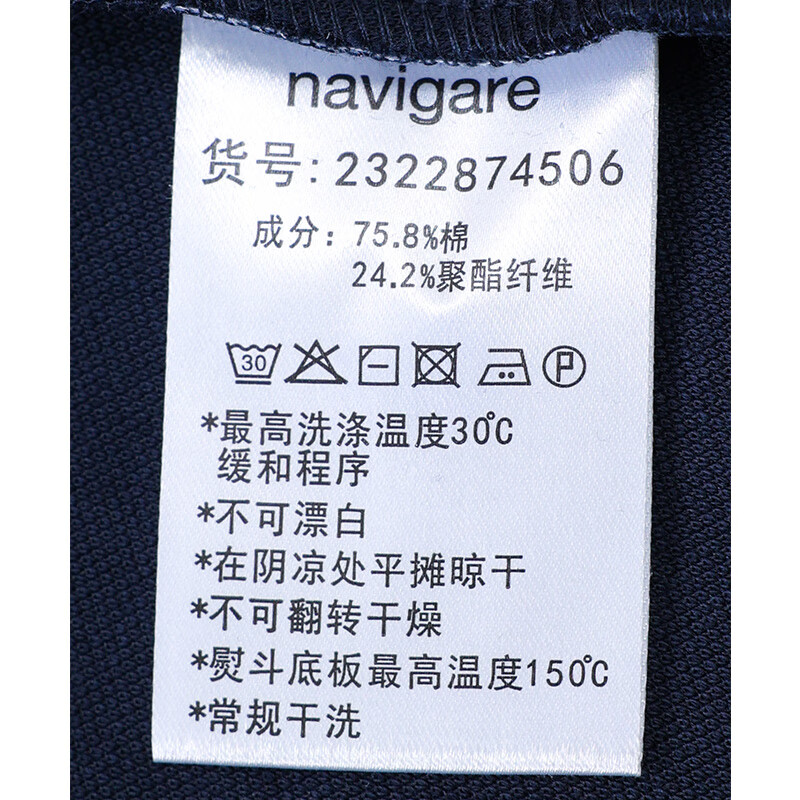 navigare
货号: 2322874506
成分: 75.8%棉
24.2%聚酯纤维
30 P
*最高洗涤温度30℃
缓和程序
*不可漂白
*在阴凉处平摊晾干
*不可翻转干燥
*熨斗底板最高温度150℃
*常规干洗